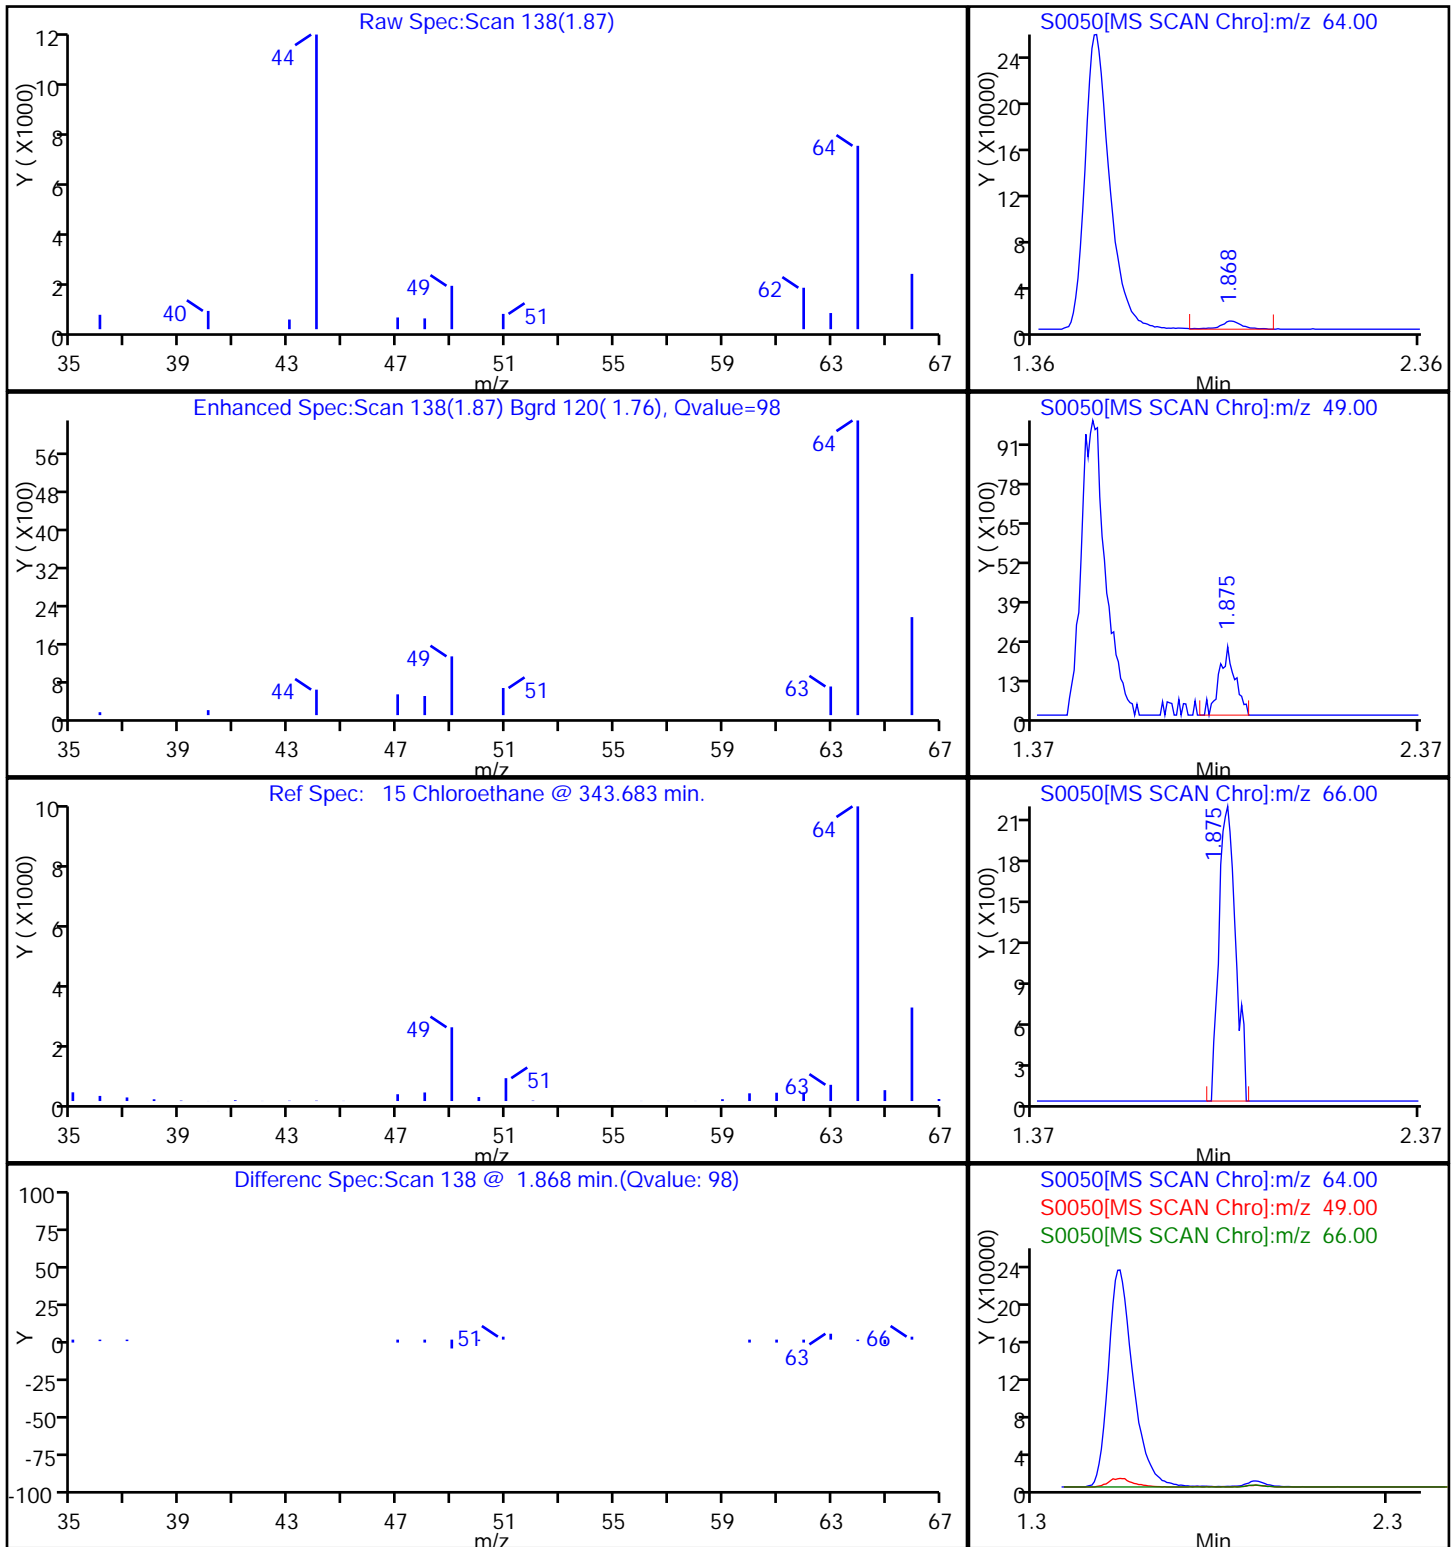 Raw Spec:Scan 138(1.87)
Y ( X1000)
12
10
8
6
4
2
0
44
40
49
51
62
64
35 39 43 47 51 55 59 63 67
m/z
S0050[MS SCAN Chro]:m/z 64.00
Y ( X10000)
24
20
16
12
8
4
0
1.868
1.36 2.36
Min
Enhanced Spec:Scan 138(1.87) Bgrd 120( 1.76), Qvalue=98
Y ( X100)
56
48
40
32
24
16
8
0
64
49
44
51
63
35 39 43 47 51 55 59 63 67
m/z
S0050[MS SCAN Chro]:m/z 49.00
Y ( X100)
91
78
65
52
39
26
13
0
1.875
1.37 2.37
Min
Ref Spec: 15 Chloroethane @ 343.683 min.
Y ( X1000)
10
8
6
4
2
0
64
49
51
63
35 39 43 47 51 55 59 63 67
m/z
S0050[MS SCAN Chro]:m/z 66.00
Y ( X100)
21
18
15
12
9
6
3
0
1.875
1.37 2.37
Min
Differenc Spec:Scan 138 @ 1.868 min.(Qvalue: 98)
Y
100
75
50
25
0
-25
-50
-75
-100
51
63
66
35 39 43 47 51 55 59 63 67
m/z
S0050[MS SCAN Chro]:m/z 64.00
S0050[MS SCAN Chro]:m/z 49.00
S0050[MS SCAN Chro]:m/z 66.00
Y ( X10000)
24
20
16
12
8
4
0
1.3 2.3
Min